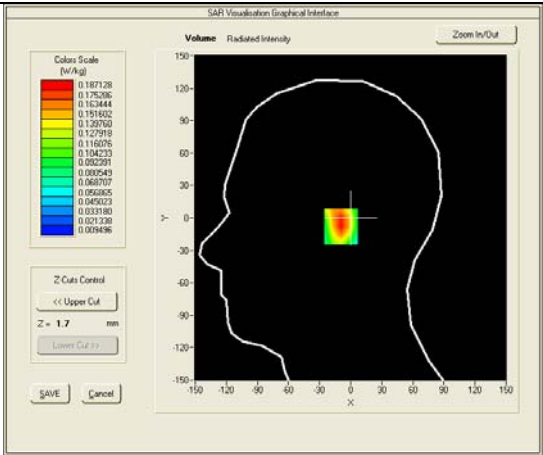 SAR Visualisation Graphical Interface
Volume Radiated Intensity
Zoom In/Out
Colors Scale
(W/kg)
0.187128
0.175286
0.163444
0.151602
0.139760
0.127918
0.116076
0.104233
0.092391
0.080549
0.068707
0.056865
0.045023
0.033180
0.021338
0.009496
Z-Cuts Control
<< Upper Cut
Z = 1.7 mm
Lower Cut >>
SAVE Cancel
150-
120-
90-
60-
30-
0-
-30-
-60-
-90-
-120-
-150-
Y
-150 -120 -90 -60 -30 0 30 60 90 120 150
X